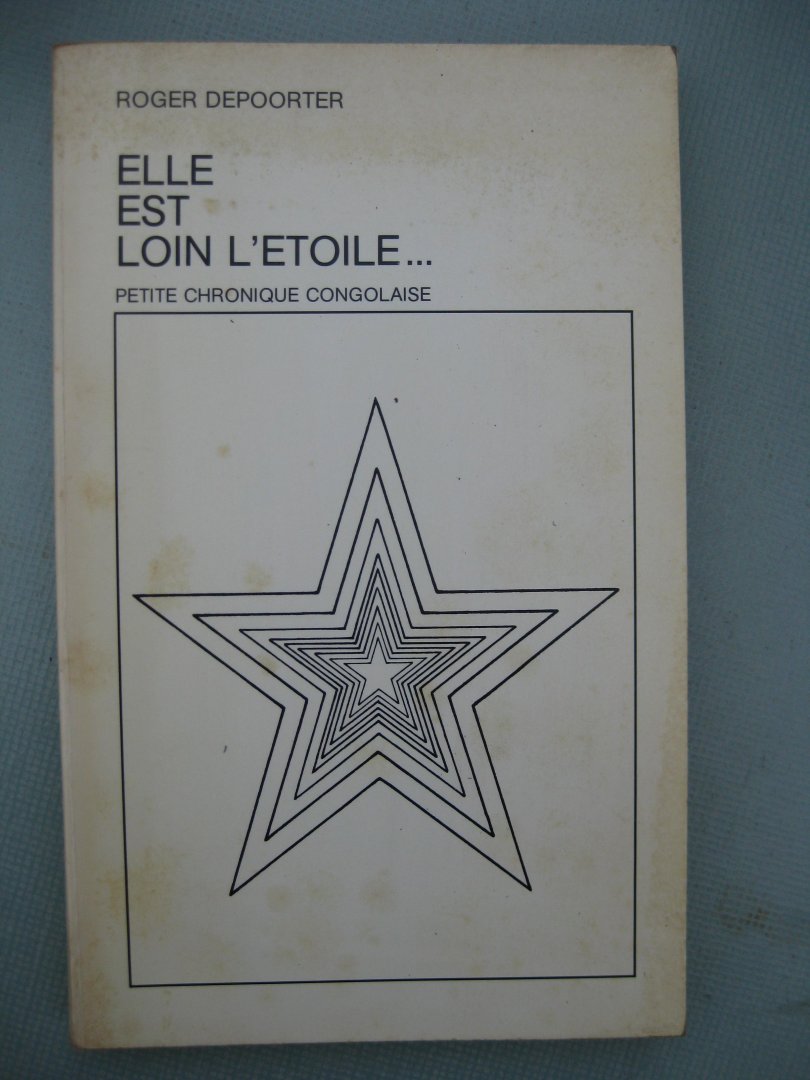 ROGER DEPOORTER
ELLE
EST
LOIN L'ETOILE...
PETITE CHRONIQUE CONGOLAISE